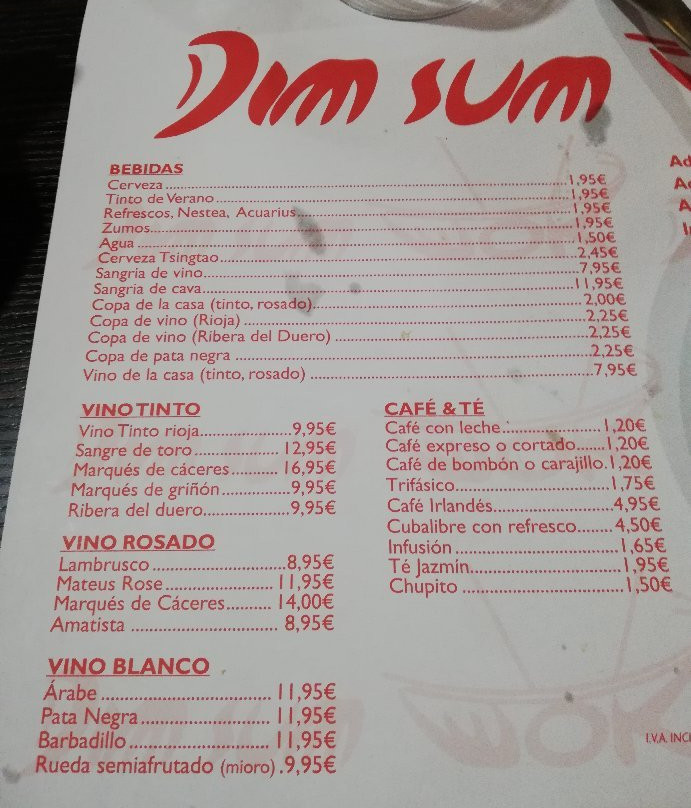 Dim sum
BEBIDAS
Cerveza ........ 1,95€
Tinto de Verano ........ 1,95€
Refrescos, Nestea, Acuarius ........ 1,95€
Zumos ........ 1,95€
Agua ........ 1,50€
Cerveza Tsingtao ........ 2,45€
Sangria de vino ........ 7,95€
Sangria de cava ........ 11,95€
Copa de la casa (tinto, rosado) ........ 2,00€
Copa de vino (Rioja) ........ 2,25€
Copa de vino (Ribera del Duero) ........ 2,25€
Copa de pata negra ........ 2,25€
Vino de la casa (tinto, rosado) ........ 7,95€
VINO TINTO
Vino Tinto rioja ........ 9,95€
Sangre de toro ........ 12,95€
Marqués de cáceres ........ 16,95€
Marqués de griñón ........ 9,95€
Ribera del duero ........ 9,95€
VINO ROSADO
Lambrusco ........ 8,95€
Mateus Rose ........ 11,95€
Marqués de Cáceres ........ 14,00€
Amatista ........ 8,95€
VINO BLANCO
Árabe ........ 11,95€
Pata Negra ........ 11,95€
Barbadillo ........ 11,95€
Rueda semiafrutado (mioro) . 9,95€
CAFÉ & TÉ
Café con leche ........ 1,20€
Café expreso o cortado ...... 1,20€
Café de bombón o carajillo. 1,20€
Trifásico ........ 1,75€
Café Irlandés ........ 4,95€
Cubalibre con refresco ........ 4,50€
Infusión ........ 1,65€
Té Jazmín ........ 1,95€
Chupito ........ 1,50€
I.V.A. INCL